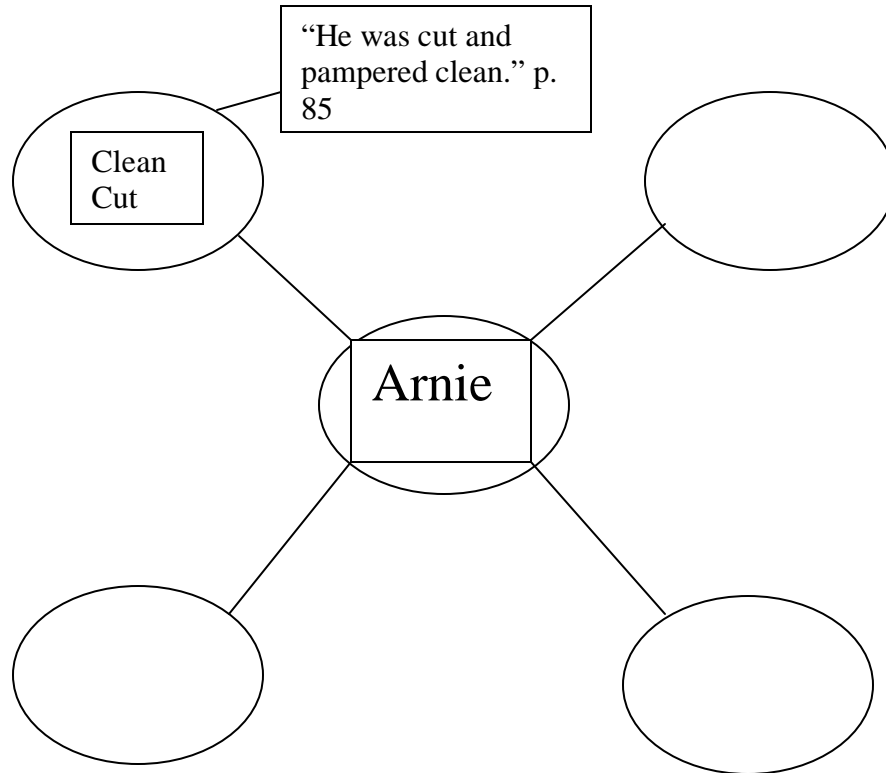 “He was cut and
pampered clean.” p.
85
Clean
Cut
Arnie